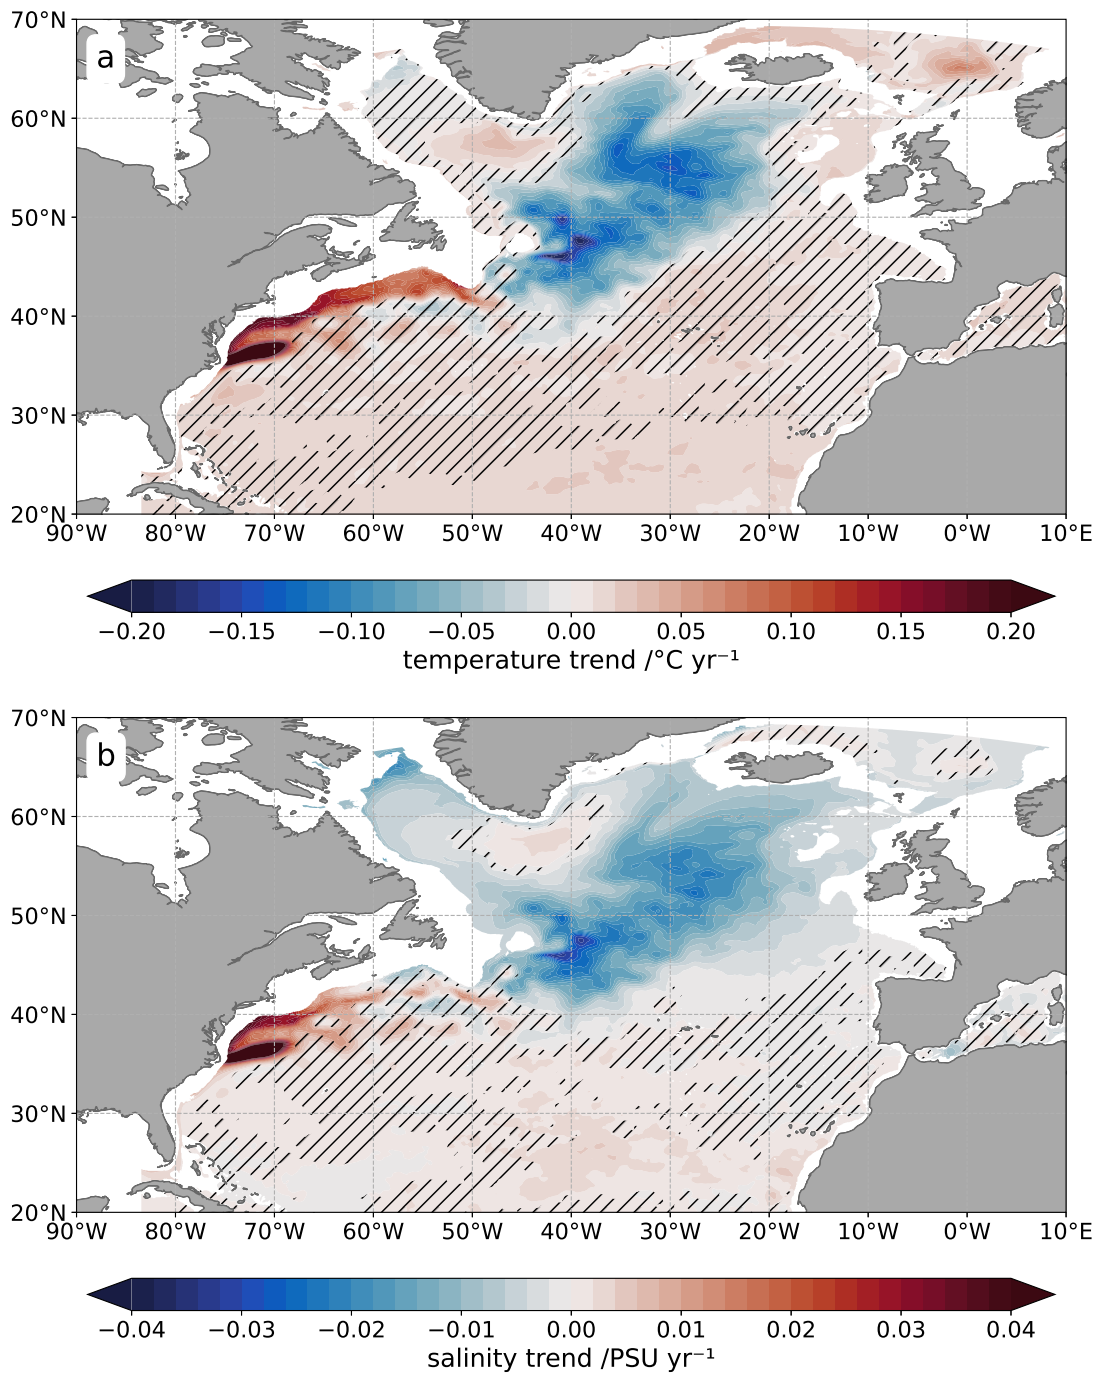 70°N
a
60°N
50°N
40°N
30°N
20°N
90°W 80°W 70°W 60°W 50°W 40°W 30°W 20°W 10°W 0°W 10°E
−0.20 −0.15 −0.10 −0.05 0.00 0.05 0.10 0.15 0.20
temperature trend /°C yr⁻¹
70°N
b
60°N
50°N
40°N
30°N
20°N
90°W 80°W 70°W 60°W 50°W 40°W 30°W 20°W 10°W 0°W 10°E
−0.04 −0.03 −0.02 −0.01 0.00 0.01 0.02 0.03 0.04
salinity trend /PSU yr⁻¹